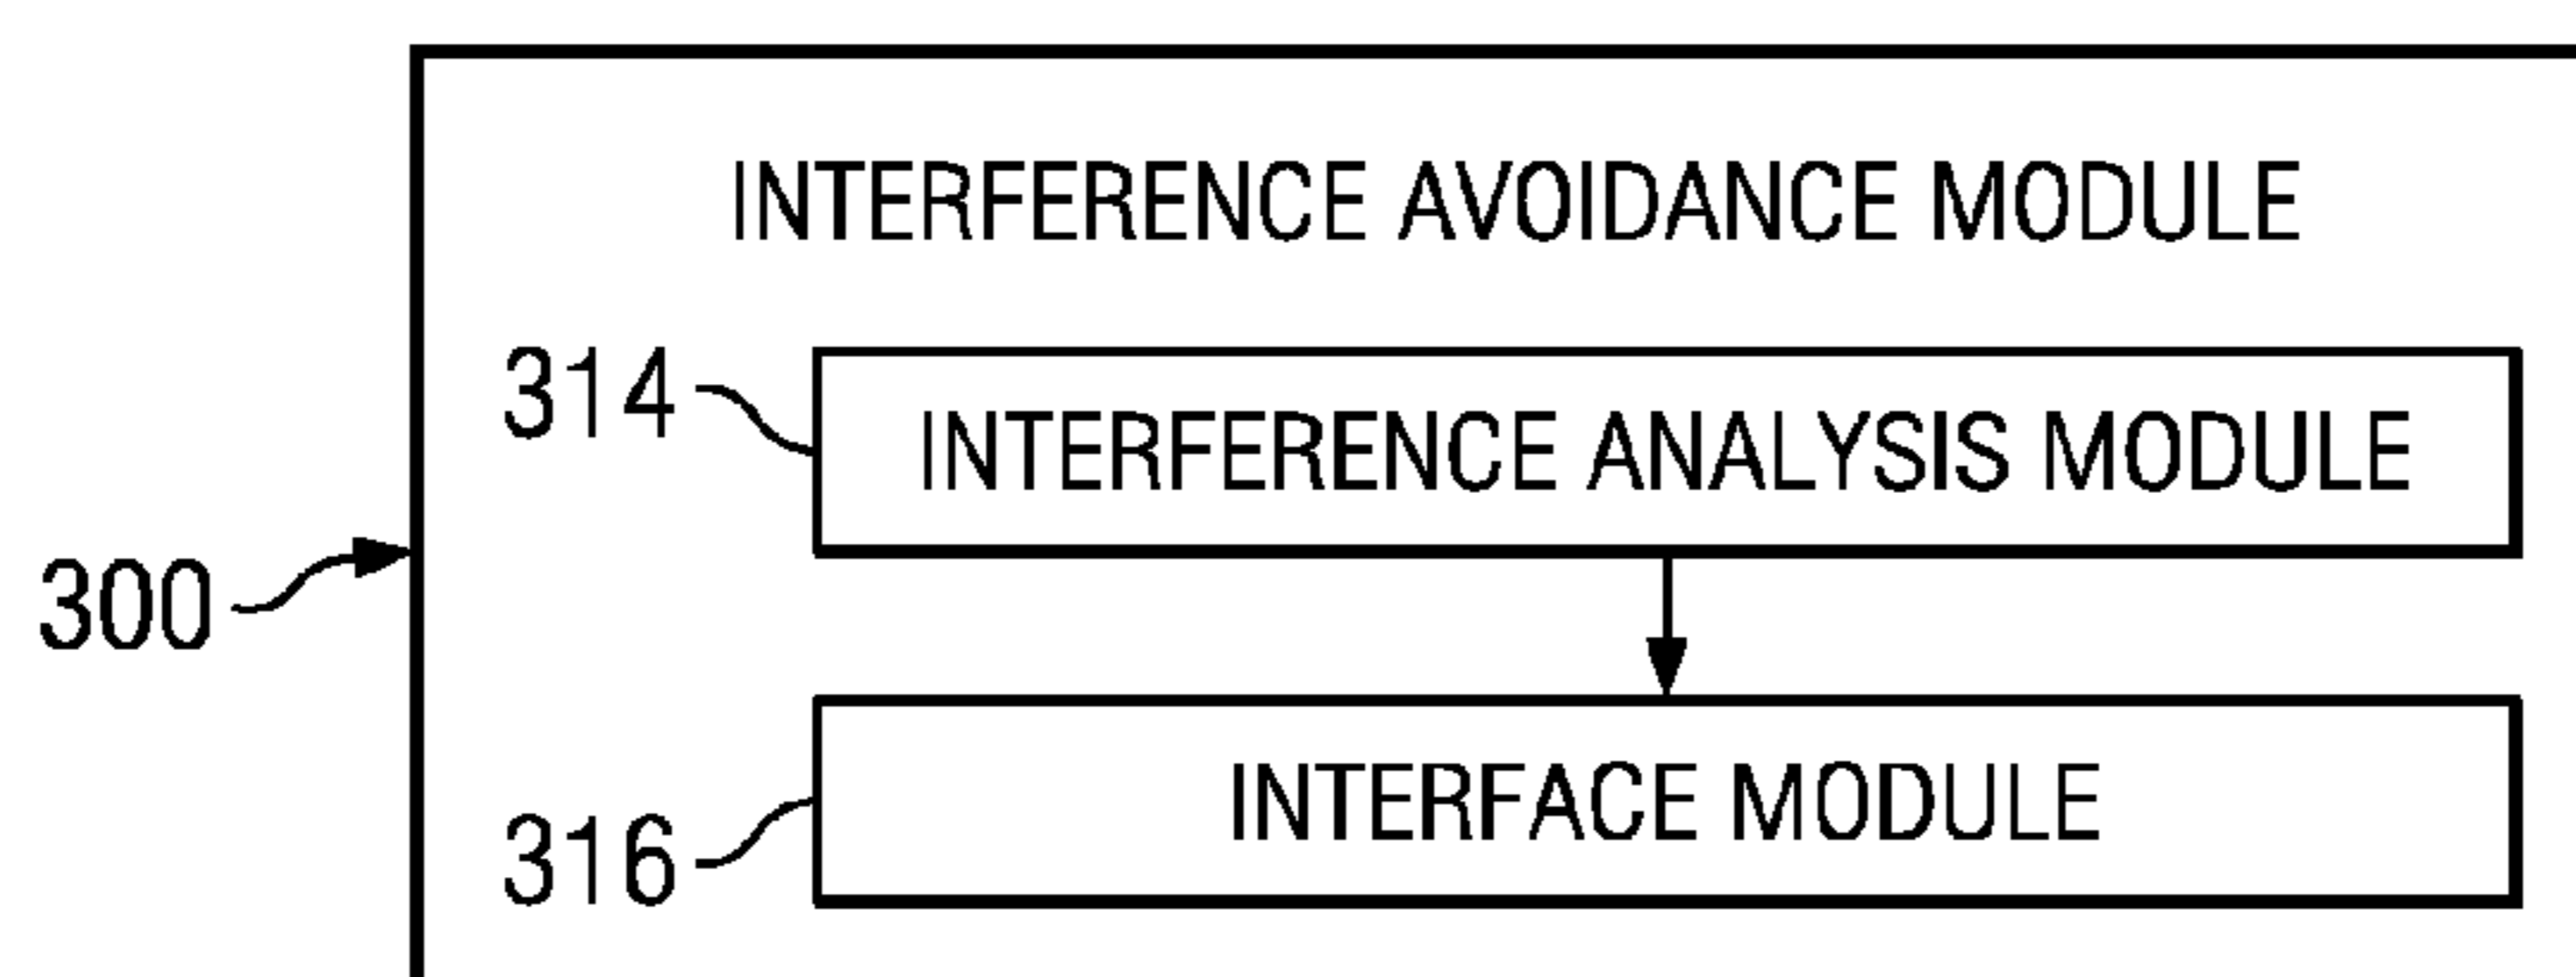 INTERFERENCE AVOIDANCE MODULE
314
INTERFERENCE ANALYSIS MODULE
300
316
INTERFACE MODULE